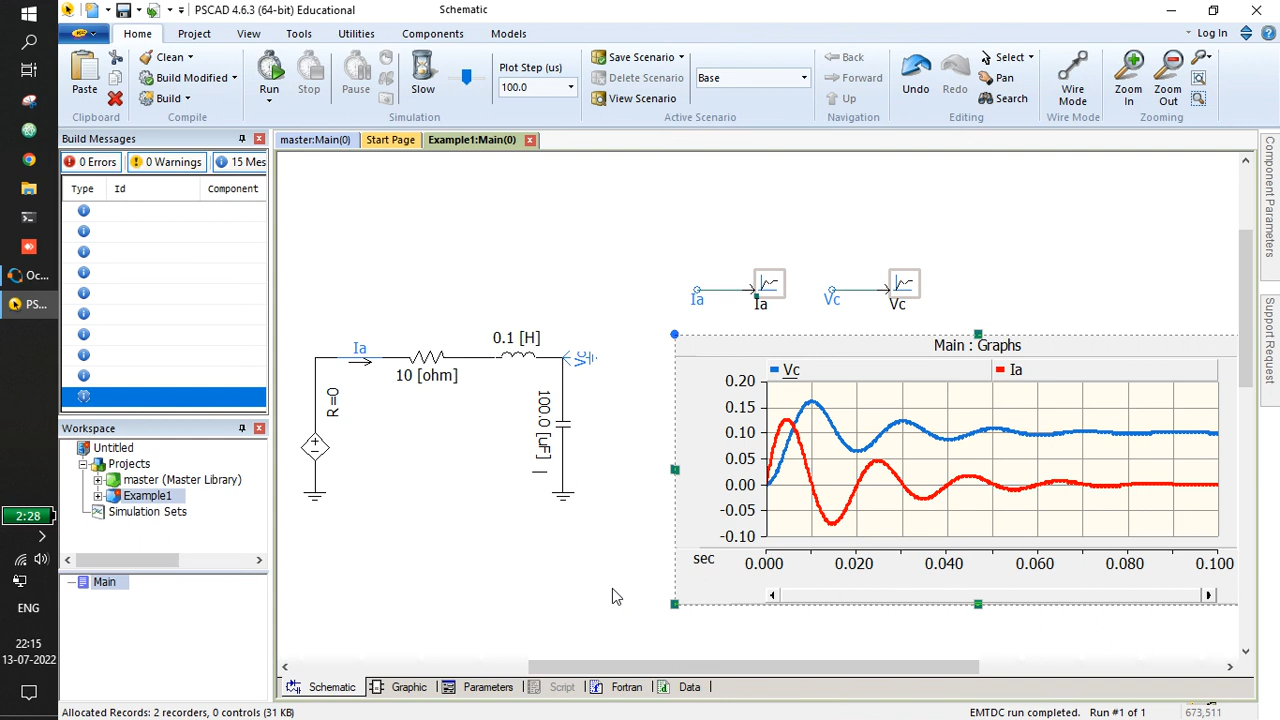 PSCAD 4.6.3 (64-bit) Educational
Schematic
Home Project View Tools Utilities Components Models
Log In
Paste
Clipboard
Clean
Build Modified
Build
Compile
Run
Stop
Pause
Slow
Plot Step (us)
100.0
Simulation
Save Scenario
Delete Scenario
View Scenario
Base
Active Scenario
Back
Forward
Up
Navigation
Undo
Redo
Select
Pan
Search
Editing
Wire Mode
Wire Mode
Zoom In
Zoom Out
Zooming
Build Messages
0 Errors 0 Warnings 15 Mes
Type Id Component
Workspace
Untitled
Projects
master (Master Library)
Example1
Simulation Sets
Main
master:Main(0) Start Page Example1:Main(0)
Ia
Ia
Vc
Vc
Ia
10 [ohm]
0.1 [H]
Vc
R=0
100.0 [uF]
Main : Graphs
Vc Ia
0.20
0.15
0.10
0.05
0.00
-0.05
-0.10
sec 0.000 0.020 0.040 0.060 0.080 0.100
Component Parameters
Support Request
Schematic Graphic Parameters Script Fortran Data
Allocated Records: 2 recorders, 0 controls (31 KB)
EMTDC run completed. Run #1 of 1 673,511
Oc...
PS...
2:28
ENG
22:15
13-07-2022